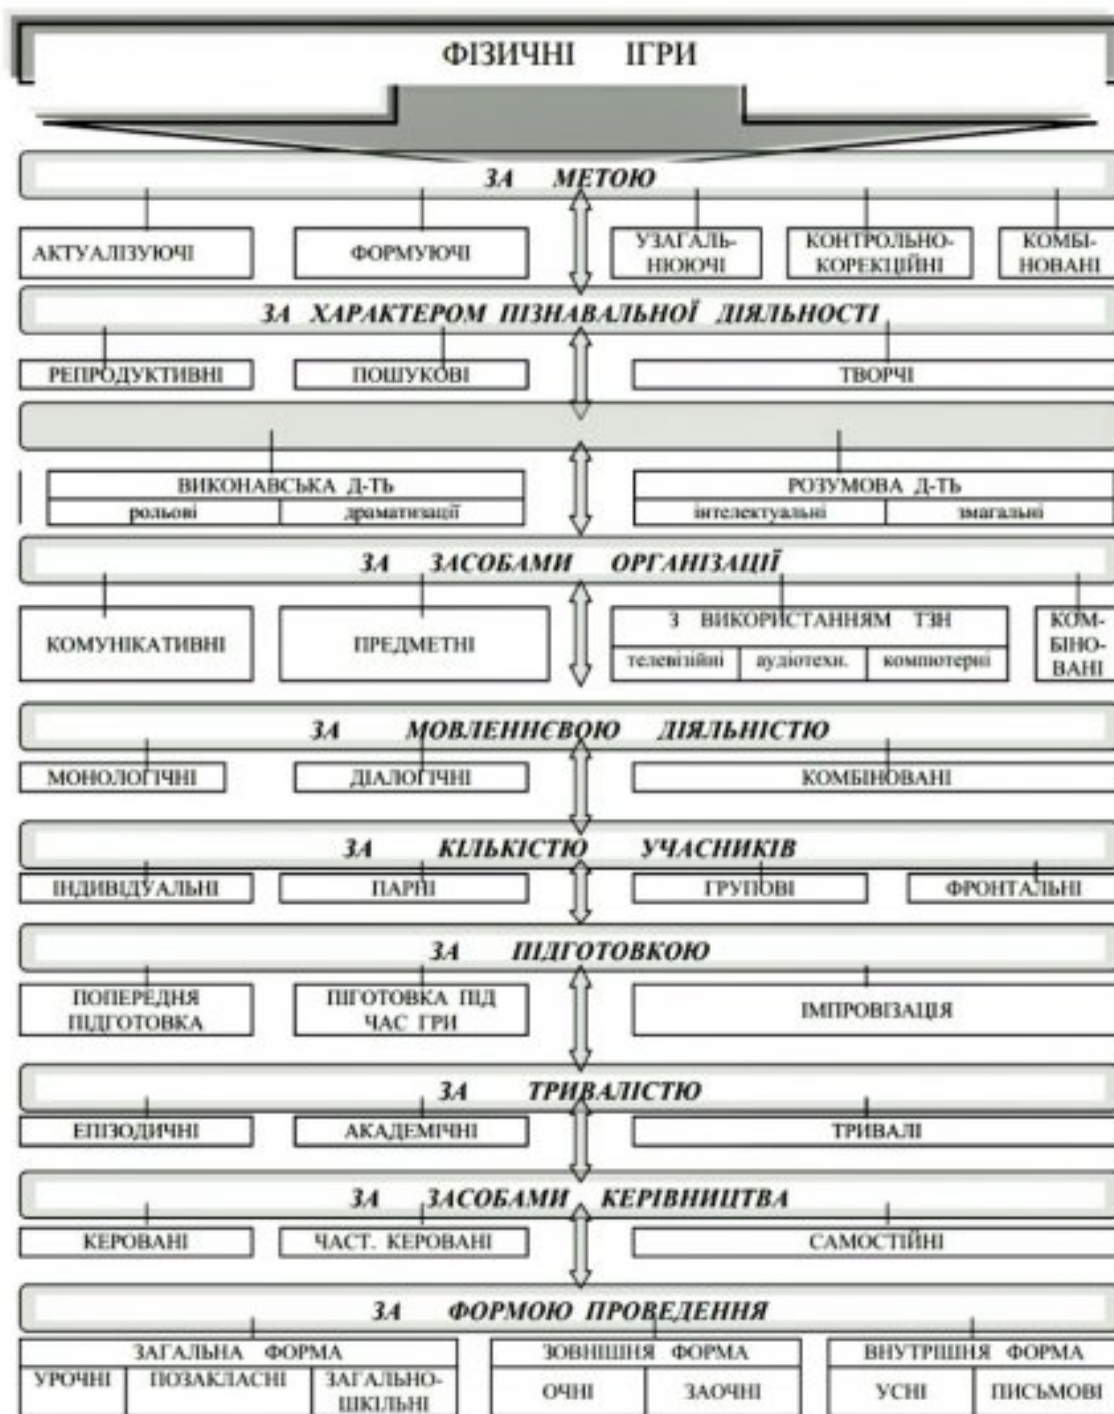 ФІЗИЧНІ ІГРИ
ЗА МЕТОЮ
АКТУАЛІЗУЮЧІ
ФОРМУЮЧІ
УЗАГАЛЬ-
НЮЮЧІ
КОНТРОЛЬНО-
КОРЕКЦІЙНІ
КОМБІ-
НОВАНІ
ЗА ХАРАКТЕРОМ ПІЗНАВАЛЬНОЇ ДІЯЛЬНОСТІ
РЕПРОДУКТИВНІ
ПОШУКОВІ
ТВОРЧІ
ВИКОНАВСЬКА Д-ТЬ
рольові
драматизації
РОЗУМОВА Д-ТЬ
інтелектуальні
змагальні
ЗА ЗАСОБАМИ ОРГАНІЗАЦІЇ
КОМУНІКАТИВНІ
ПРЕДМЕТНІ
З ВИКОРИСТАННЯМ ТЗН
телевізійні
аудіотехн.
компютерні
КОМ-
БІНО-
ВАНІ
ЗА МОВЛЕННЄВОЮ ДІЯЛЬНІСТЮ
МОНОЛОГІЧНІ
ДІАЛОГІЧНІ
КОМБІНОВАНІ
ЗА КІЛЬКІСТЮ УЧАСНИКІВ
ІНДИВІДУАЛЬНІ
ПАРНІ
ГРУПОВІ
ФРОНТАЛЬНІ
ЗА ПІДГОТОВКОЮ
ПОПЕРЕДНЯ
ПІДГОТОВКА
ПІГОТОВКА ПІД
ЧАС ГРИ
ІМПРОВІЗАЦІЯ
ЗА ТРИВАЛІСТЮ
ЕПІЗОДИЧНІ
АКАДЕМІЧНІ
ТРИВАЛІ
ЗА ЗАСОБАМИ КЕРІВНИЦТВА
КЕРОВАНІ
ЧАСТ. КЕРОВАНІ
САМОСТІЙНІ
ЗА ФОРМОЮ ПРОВЕДЕННЯ
ЗАГАЛЬНА ФОРМА
УРОЧНІ
ПОЗАКЛАСНІ
ЗАГАЛЬНО-
ШКІЛЬНІ
ЗОВНІШНЯ ФОРМА
ОЧНІ
ЗАОЧНІ
ВНУТРІШНЯ ФОРМА
УСНІ
ПИСЬМОВІ